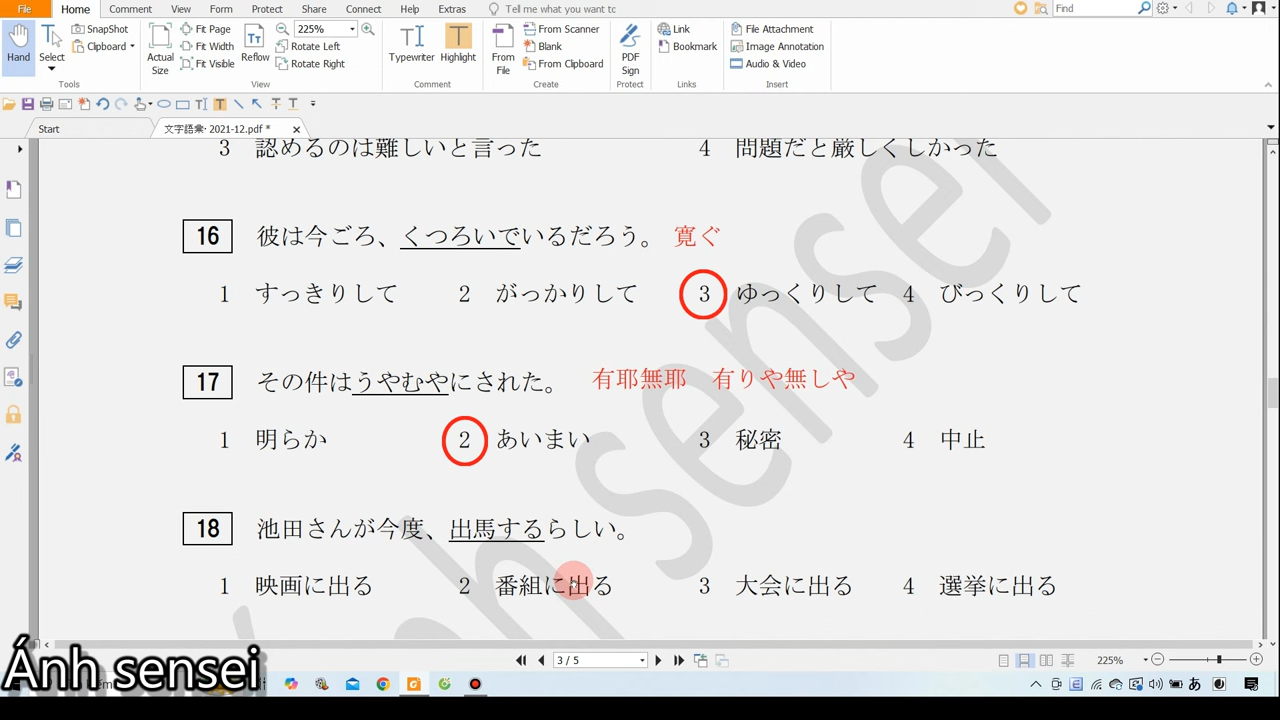 File Home Comment View Form Protect Share Connect Help Extras Tell me what you want tc Find
Hand Select SnapShot Clipboard Actual Size Fit Page Fit Width Fit Visible Reflow 225% Rotate Left Rotate Right Typewriter Highlight From File From Scanner Blank From Clipboard PDF Sign Link Bookmark File Attachment Image Annotation Audio & Video
Tools View Comment Create Protect Links Insert
Start 文字語彙· 2021-12.pdf *
3 認めるのは難しいと言った 4 問題だと厳しくしかった
16 彼は今ごろ、くつろいでいるだろう。 寛ぐ
1 すっきりして 2 がっかりして 3 ゆっくりして 4 びっくりして
17 その件はうやむやにされた。 有耶無耶 有りや無しや
1 明らか 2 あいまい 3 秘密 4 中止
18 池田さんが今度、出馬するらしい。
1 映画に出る 2 番組に出る 3 大会に出る 4 選挙に出る
nh sensei
3 / 5 225%
Ánh sensei
あ